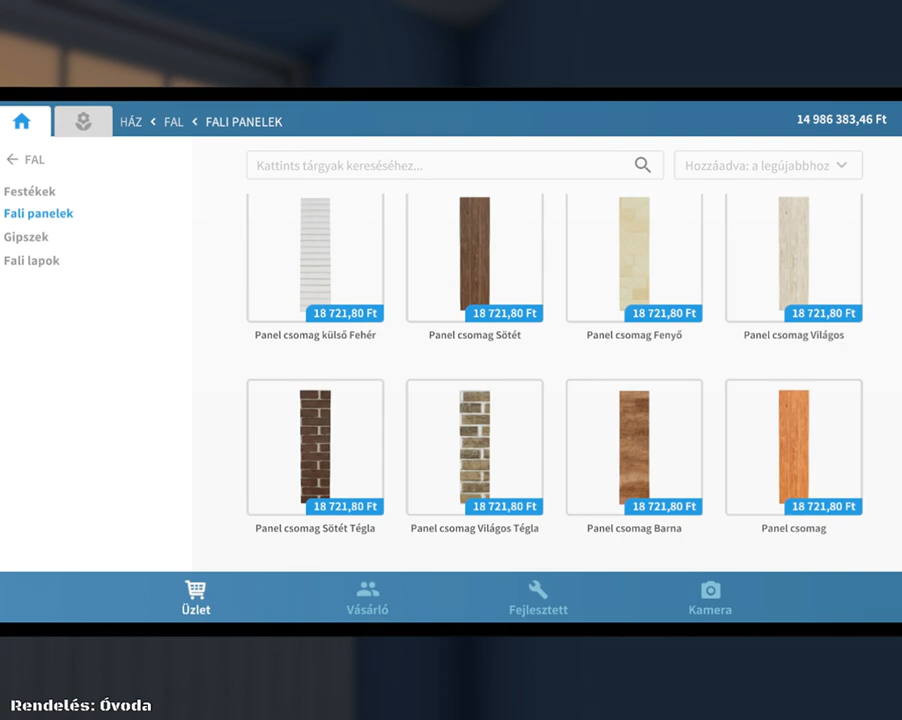 HÁZ < FAL < FALI PANELEK
14 986 383,46 Ft
← FAL
Kattints tárgyak kereséséhez...
Hozzáadva: a legújabbhoz
Festékek
Fali panelek
Gipszek
Fali lapok
18 721,80 Ft
18 721,80 Ft
18 721,80 Ft
18 721,80 Ft
Panel csomag külső Fehér
Panel csomag Sötét
Panel csomag Fenyő
Panel csomag Világos
18 721,80 Ft
18 721,80 Ft
18 721,80 Ft
18 721,80 Ft
Panel csomag Sötét Tégla
Panel csomag Világos Tégla
Panel csomag Barna
Panel csomag
Üzlet
Vásárló
Fejlesztett
Kamera
Rendelés: Óvoda